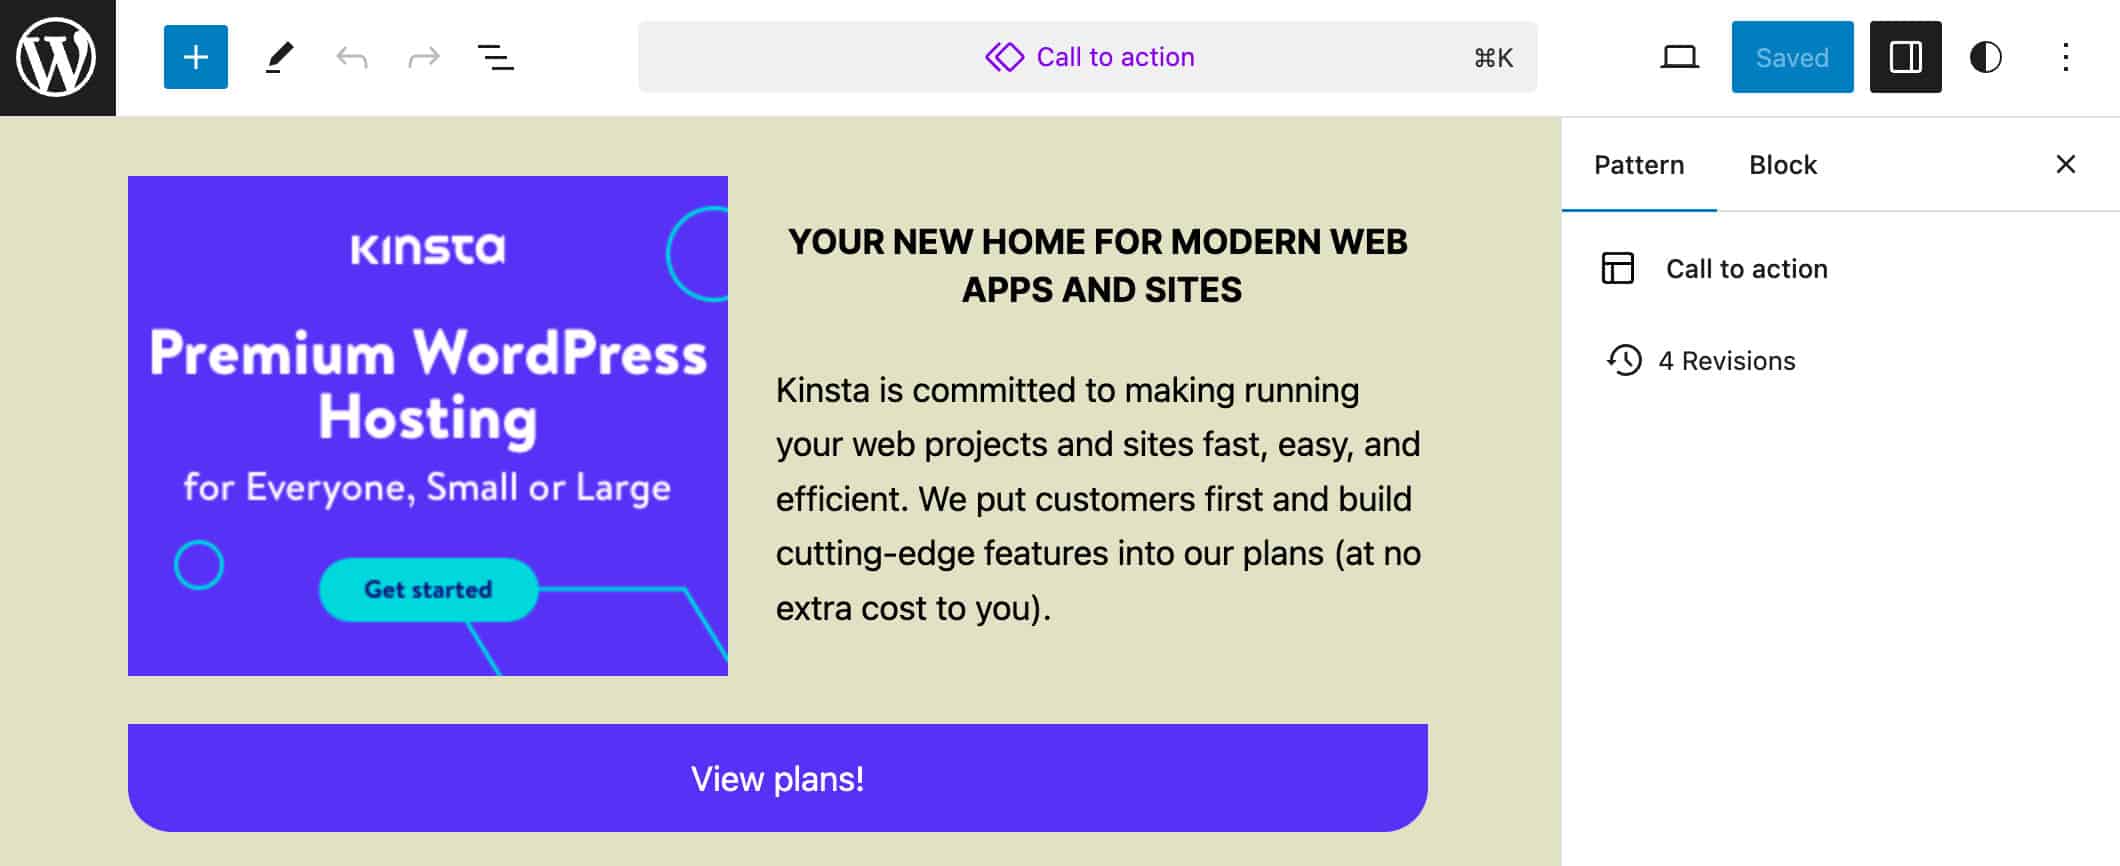 Call to action
⌘K
Saved
Pattern
Block
Call to action
4 Revisions
Kinsta
Premium WordPress
Hosting
for Everyone, Small or Large
Get started
YOUR NEW HOME FOR MODERN WEB
APPS AND SITES
Kinsta is committed to making running
your web projects and sites fast, easy, and
efficient. We put customers first and build
cutting-edge features into our plans (at no
extra cost to you).
View plans!